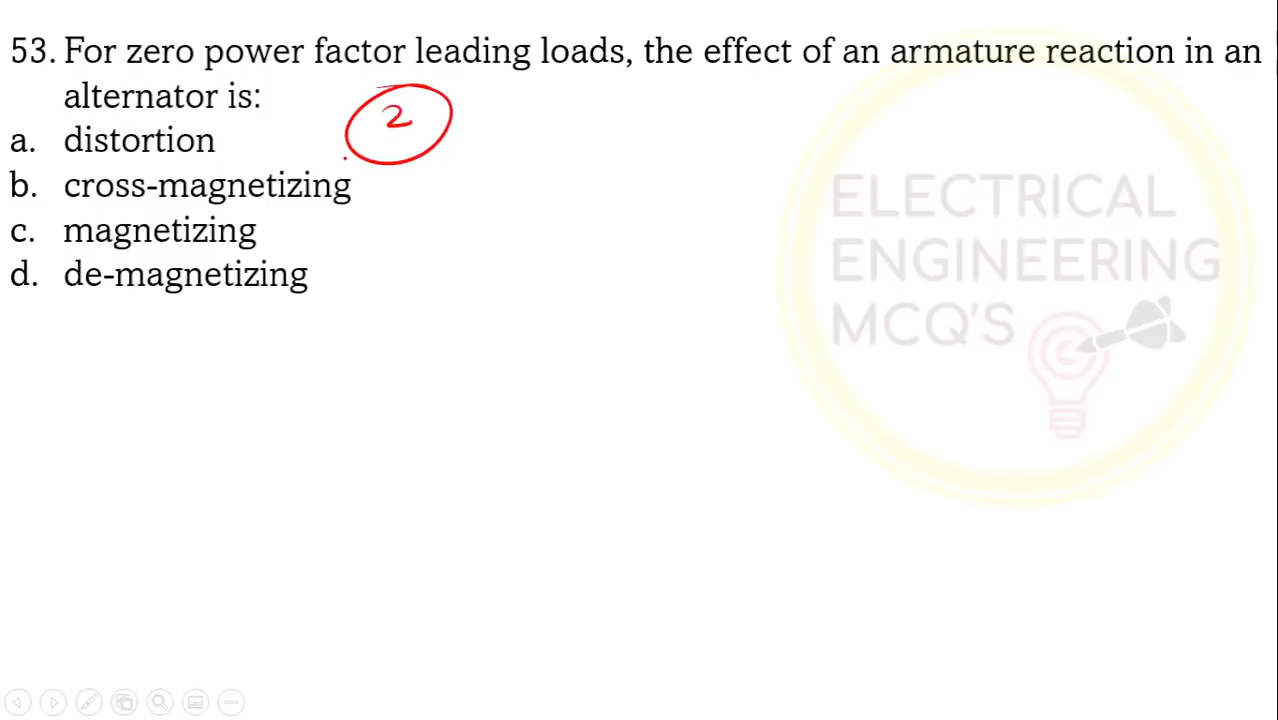 53. For zero power factor leading loads, the effect of an armature reaction in an
alternator is:
2
a. distortion
b. cross-magnetizing
c. magnetizing
d. de-magnetizing
ELECTRICAL
ENGINEERING
MCQ'S